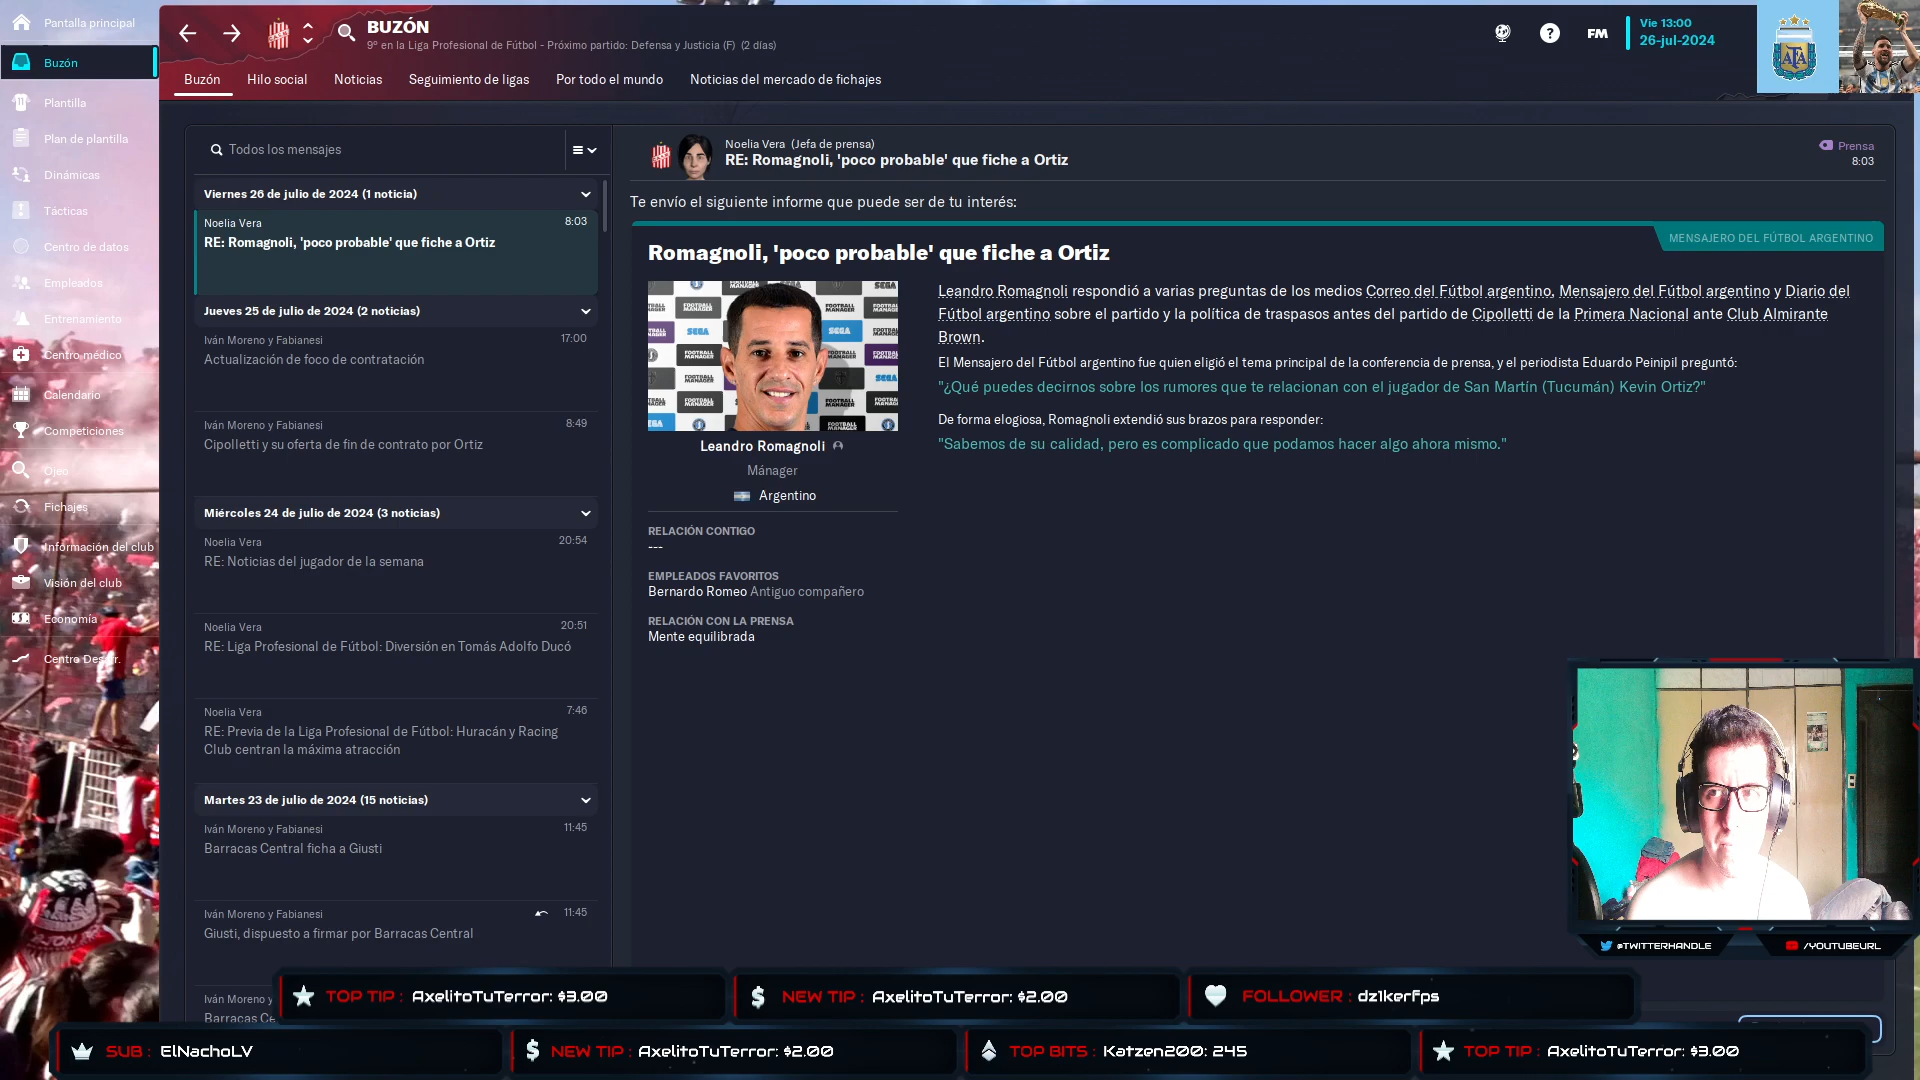 Pantalla principal
Buzón
Plantilla
Plan de plantilla
Dinámicas
Tácticas
Centro de datos
Empleados
Entrenamiento
Centro médico
Calendario
Competiciones
Ojeo
Fichajes
Información del club
Visión del club
Economía
Centro Desarr.
BUZÓN
9º en la Liga Profesional de Fútbol - Próximo partido: Defensa y Justicia (F) (2 días)
FM
Vie 13:00
26-jul-2024
AFA
Buzón
Hilo social
Noticias
Seguimiento de ligas
Por todo el mundo
Noticias del mercado de fichajes
Todos los mensajes
Viernes 26 de julio de 2024 (1 noticia)
Noelia Vera 8:03
RE: Romagnoli, 'poco probable' que fiche a Ortiz
Jueves 25 de julio de 2024 (2 noticias)
Iván Moreno y Fabianesi 17:00
Actualización de foco de contratación
Iván Moreno y Fabianesi 8:49
Cipolletti y su oferta de fin de contrato por Ortiz
Miércoles 24 de julio de 2024 (3 noticias)
Noelia Vera 20:54
RE: Noticias del jugador de la semana
Noelia Vera 20:51
RE: Liga Profesional de Fútbol: Diversión en Tomás Adolfo Ducó
Noelia Vera 7:46
RE: Previa de la Liga Profesional de Fútbol: Huracán y Racing
Club centran la máxima atracción
Martes 23 de julio de 2024 (15 noticias)
Iván Moreno y Fabianesi 11:45
Barracas Central ficha a Giusti
Iván Moreno y Fabianesi 11:45
Giusti, dispuesto a firmar por Barracas Central
Iván Moreno y
Barracas Ce
Noelia Vera (Jefa de prensa)
RE: Romagnoli, 'poco probable' que fiche a Ortiz
Prensa
8:03
Te envío el siguiente informe que puede ser de tu interés:
MENSAJERO DEL FÚTBOL ARGENTINO
Romagnoli, 'poco probable' que fiche a Ortiz
Leandro Romagnoli respondió a varias preguntas de los medios Correo del Fútbol argentino, Mensajero del Fútbol argentino y Diario del
Fútbol argentino sobre el partido y la política de traspasos antes del partido de Cipolletti de la Primera Nacional ante Club Almirante
Brown.
El Mensajero del Fútbol argentino fue quien eligió el tema principal de la conferencia de prensa, y el periodista Eduardo Peinipil preguntó:
"¿Qué puedes decirnos sobre los rumores que te relacionan con el jugador de San Martín (Tucumán) Kevin Ortiz?"
De forma elogiosa, Romagnoli extendió sus brazos para responder:
"Sabemos de su calidad, pero es complicado que podamos hacer algo ahora mismo."
Leandro Romagnoli
Mánager
Argentino
RELACIÓN CONTIGO
---
EMPLEADOS FAVORITOS
Bernardo Romeo Antiguo compañero
RELACIÓN CON LA PRENSA
Mente equilibrada
@TWITTERHANDLE
/YOUTUBEURL
TOP TIP : AxelitoTuTerror: $3.00
NEW TIP : AxelitoTuTerror: $2.00
FOLLOWER : dz1kerfps
SUB : ElNachoLV
NEW TIP : AxelitoTuTerror: $2.00
TOP BITS : Katzen200: 245
TOP TIP : AxelitoTuTerror: $3.00